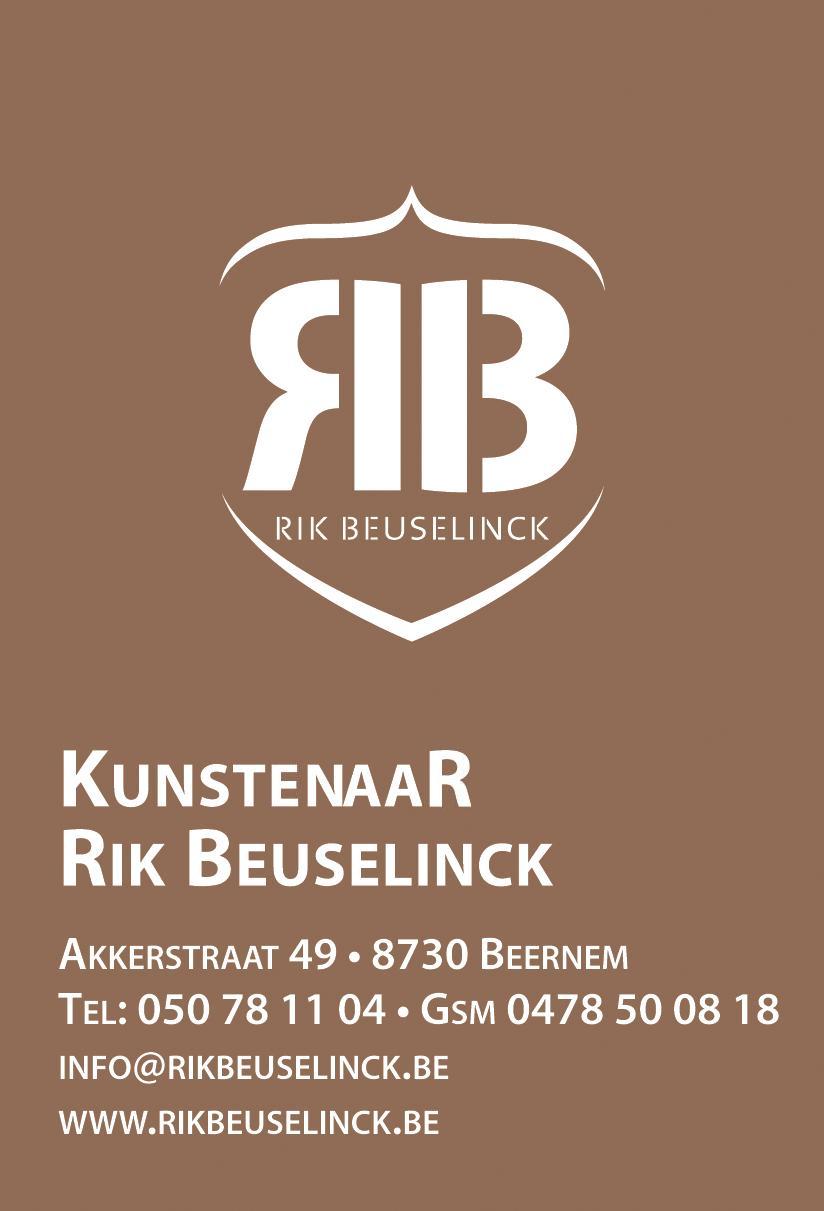 RIB
RIK BEUSELINCK
KUNSTENAAR
RIK BEUSELINCK
AKKERSTRAAT 49 • 8730 BEERNEM
TEL: 050 78 11 04 • GSM 0478 50 08 18
INFO@RIKBEUSELINCK.BE
WWW.RIKBEUSELINCK.BE